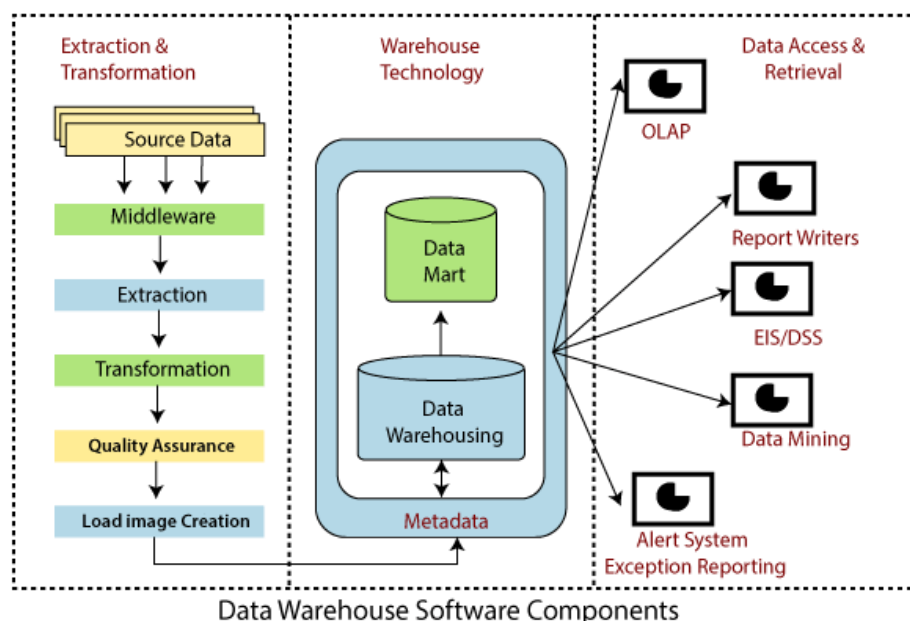 Extraction &
Transformation
Source Data
Middleware
Extraction
Transformation
Quality Assurance
Load image Creation
Warehouse
Technology
Data
Mart
Data
Warehousing
Metadata
Data Access &
Retrieval
OLAP
Report Writers
EIS/DSS
Data Mining
Alert System
Exception Reporting
Data Warehouse Software Components